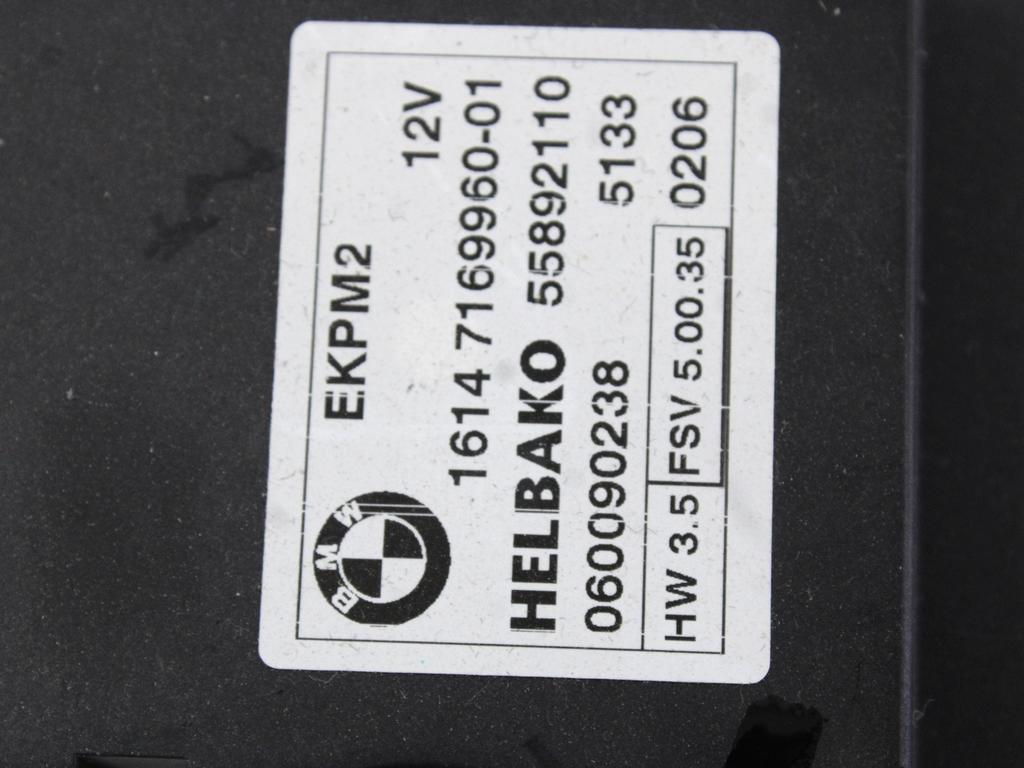 BMW
EKPM2
12V
1614 7169960-01
HELBAKO 55892110
060090238 5133
HW 3.5 FSV 5.00.35 0206